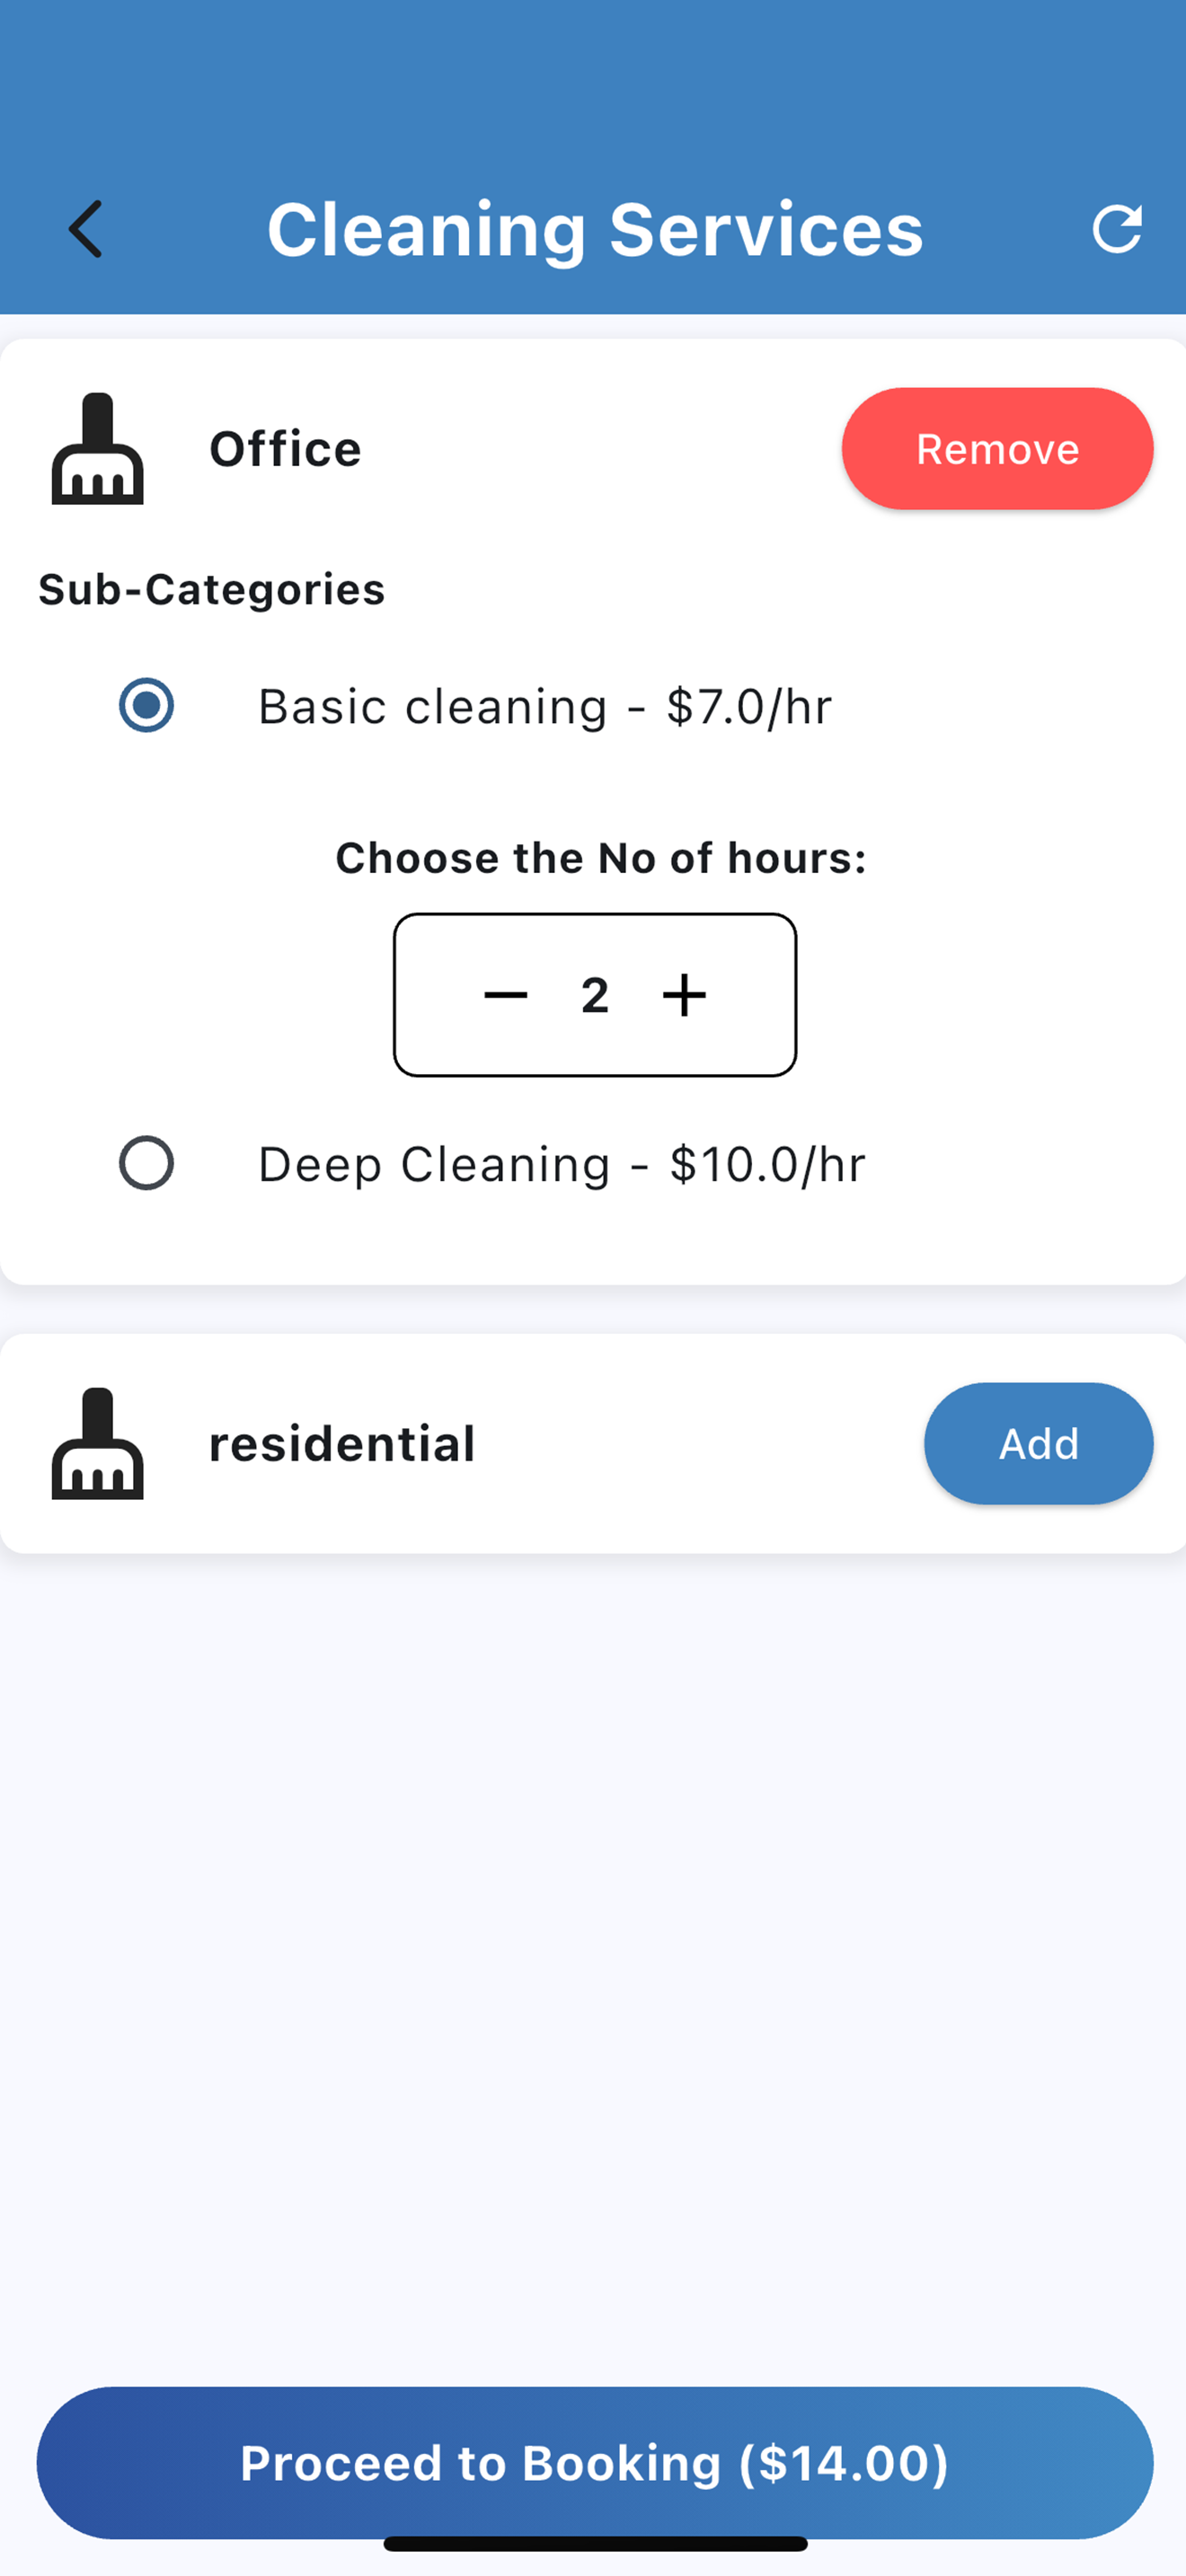 Cleaning Services
Office
Remove
Sub-Categories
Basic cleaning - $7.0/hr
Choose the No of hours:
2
Deep Cleaning - $10.0/hr
residential
Add
Proceed to Booking ($14.00)